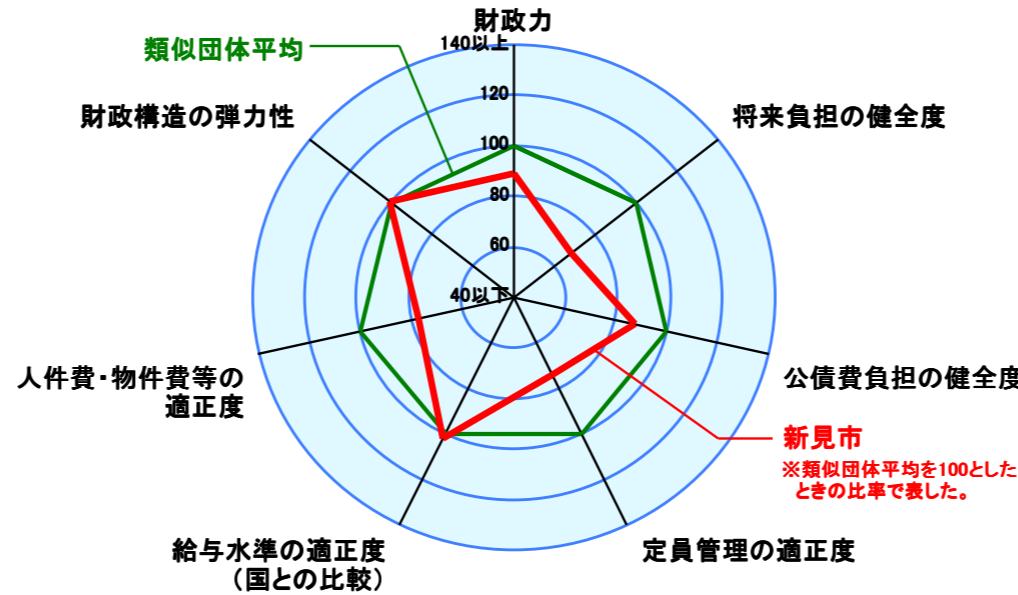 財政力
140以上
類似団体平均
120
財政構造の弾力性
将来負担の健全度
100
80
60
40以下
人件費・物件費等の
適正度
公債費負担の健全度
新見市
※類似団体平均を100とした
ときの比率で表した。
給与水準の適正度
（国との比較）
定員管理の適正度